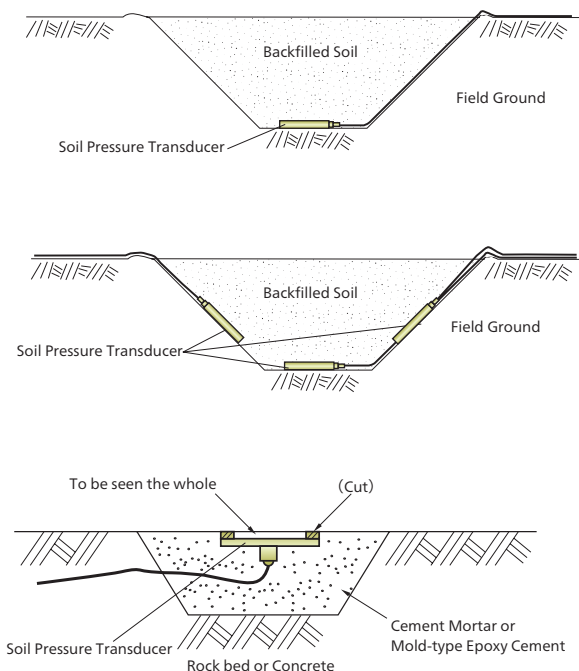 Backfilled Soil
Field Ground
Soil Pressure Transducer
Backfilled Soil
Field Ground
Soil Pressure Transducer
To be seen the whole
(Cut)
Cement Mortar or
Mold-type Epoxy Cement
Soil Pressure Transducer
Rock bed or Concrete